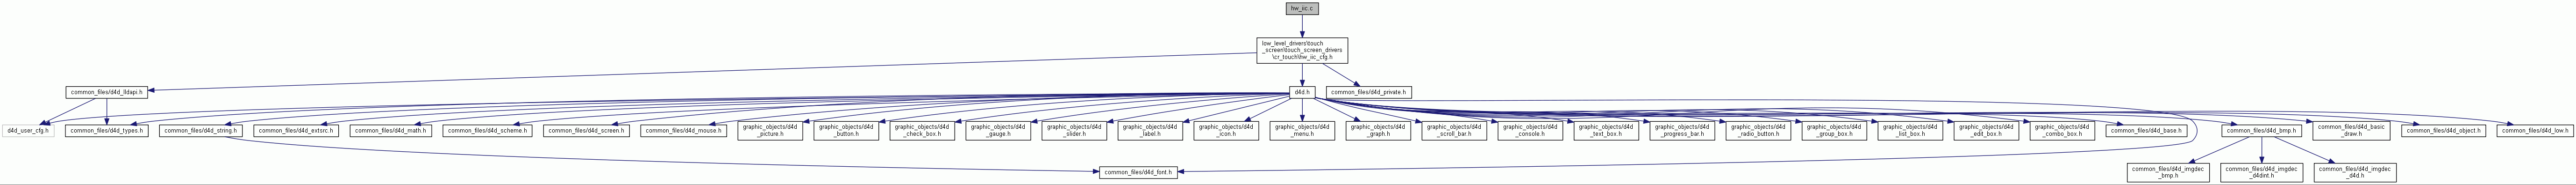 hw_iic.c
low_level_drivers\touch
_screen\touch_screen_drivers
\cr_touch\hw_iic_cfg.h
common_files/d4d_lldapi.h
d4d.h
common_files/d4d_private.h
d4d_user_cfg.h
common_files/d4d_types.h
common_files/d4d_string.h
common_files/d4d_extsrc.h
common_files/d4d_math.h
common_files/d4d_scheme.h
common_files/d4d_screen.h
common_files/d4d_mouse.h
graphic_objects/d4d
_picture.h
graphic_objects/d4d
_button.h
graphic_objects/d4d
_check_box.h
graphic_objects/d4d
_gauge.h
graphic_objects/d4d
_slider.h
graphic_objects/d4d
_label.h
graphic_objects/d4d
_icon.h
graphic_objects/d4d
_menu.h
graphic_objects/d4d
_graph.h
graphic_objects/d4d
_scroll_bar.h
graphic_objects/d4d
_console.h
graphic_objects/d4d
_text_box.h
graphic_objects/d4d
_progress_bar.h
graphic_objects/d4d
_radio_button.h
graphic_objects/d4d
_group_box.h
graphic_objects/d4d
_list_box.h
graphic_objects/d4d
_edit_box.h
graphic_objects/d4d
_combo_box.h
common_files/d4d_base.h
common_files/d4d_bmp.h
common_files/d4d_basic
_draw.h
common_files/d4d_object.h
common_files/d4d_low.h
common_files/d4d_font.h
common_files/d4d_imgdec
_bmp.h
common_files/d4d_imgdec
_d4dint.h
common_files/d4d_imgdec
_d4d.h